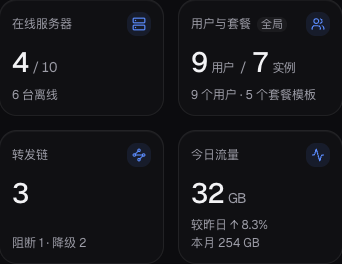 在线服务器
4 / 10
6 台离线
用户与套餐 全局
9 用户 / 7 实例
9 个用户 · 5 个套餐模板
转发链
3
阻断 1 · 降级 2
今日流量
32 GB
较昨日 ↑ 8.3%
本月 254 GB